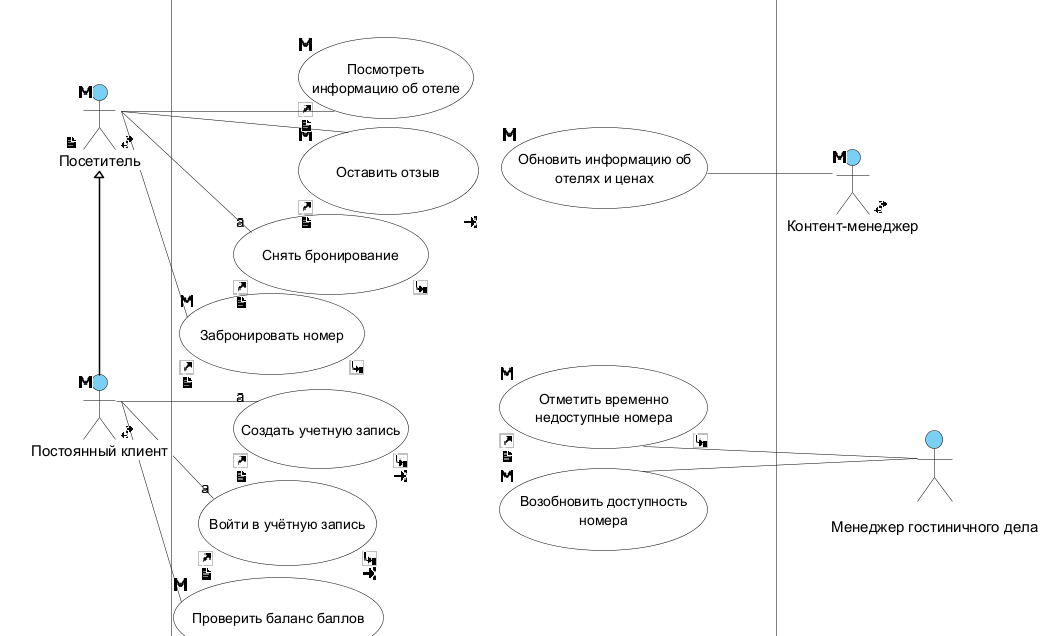 M
Посмотреть
информацию об отеле
M
Посетитель
M
Оставить отзыв
M
Обновить информацию об
отелях и ценах
M
Контент-менеджер
a
Снять бронирование
M
Забронировать номер
M
Постоянный клиент
a
Создать учетную запись
M
Отметить временно
недоступные номера
a
Войти в учётную запись
M
Возобновить доступность
номера
Менеджер гостиничного дела
M
Проверить баланс баллов